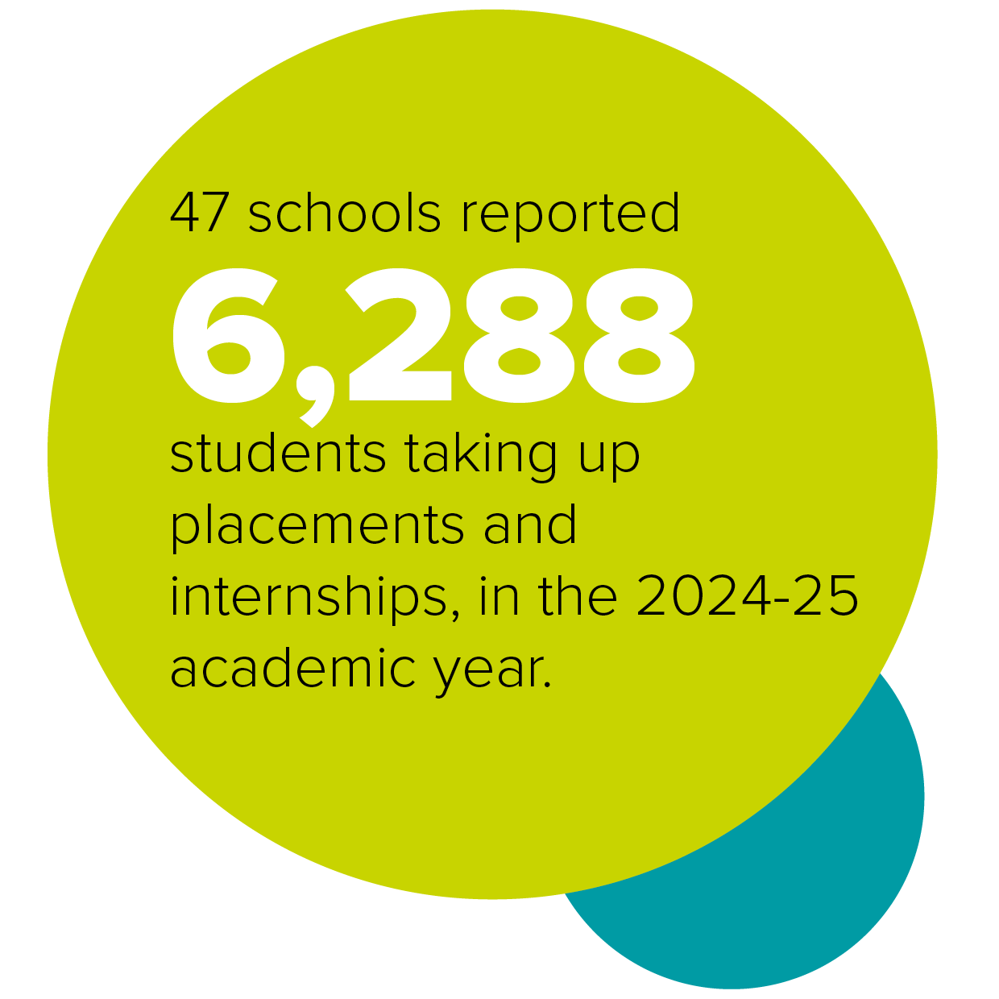 47 schools reported
6,288
students taking up
placements and
internships, in the 2024-25
academic year.